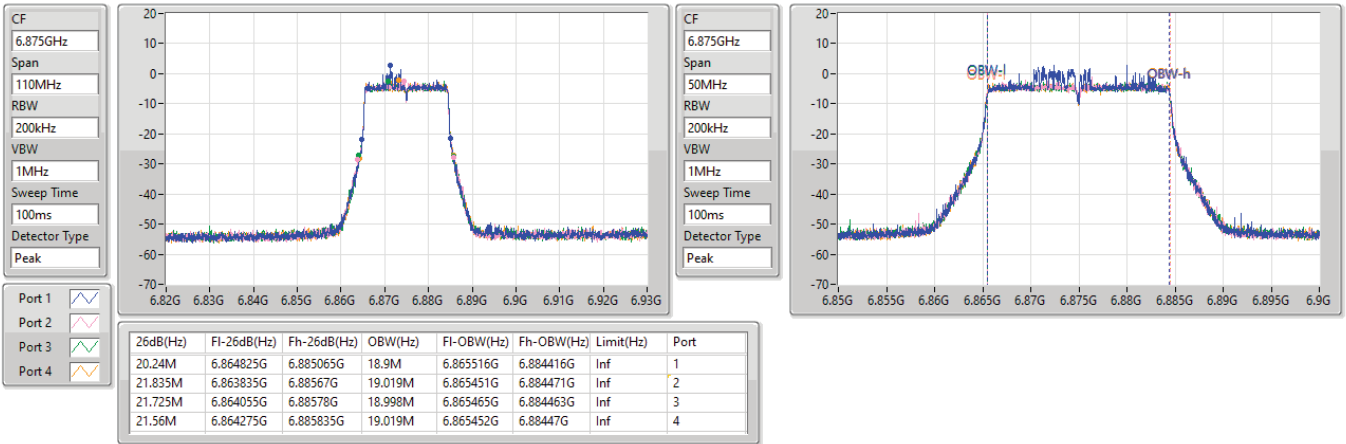 CF
6.875GHz
Span
110MHz
RBW
200kHz
VBW
1MHz
Sweep Time
100ms
Detector Type
Peak
20
10
0
-10
-20
-30
-40
-50
-60
-70
6.82G 6.83G 6.84G 6.85G 6.86G 6.87G 6.88G 6.89G 6.9G 6.91G 6.92G 6.93G
CF
6.875GHz
Span
50MHz
RBW
200kHz
VBW
1MHz
Sweep Time
100ms
Detector Type
Peak
20
10
0
-10
-20
-30
-40
-50
-60
-70
OBW-l OBW-h
6.85G 6.855G 6.86G 6.865G 6.87G 6.875G 6.88G 6.885G 6.89G 6.895G 6.9G
Port 1
Port 2
Port 3
Port 4
26dB(Hz) Fl-26dB(Hz) Fh-26dB(Hz) OBW(Hz) Fl-OBW(Hz) Fh-OBW(Hz) Limit(Hz) Port
20.24M 6.864825G 6.885065G 18.9M 6.865516G 6.884416G Inf 1
21.835M 6.863835G 6.88567G 19.019M 6.865451G 6.884471G Inf 2
21.725M 6.864055G 6.88578G 18.998M 6.865465G 6.884463G Inf 3
21.56M 6.864275G 6.885835G 19.019M 6.865452G 6.88447G Inf 4